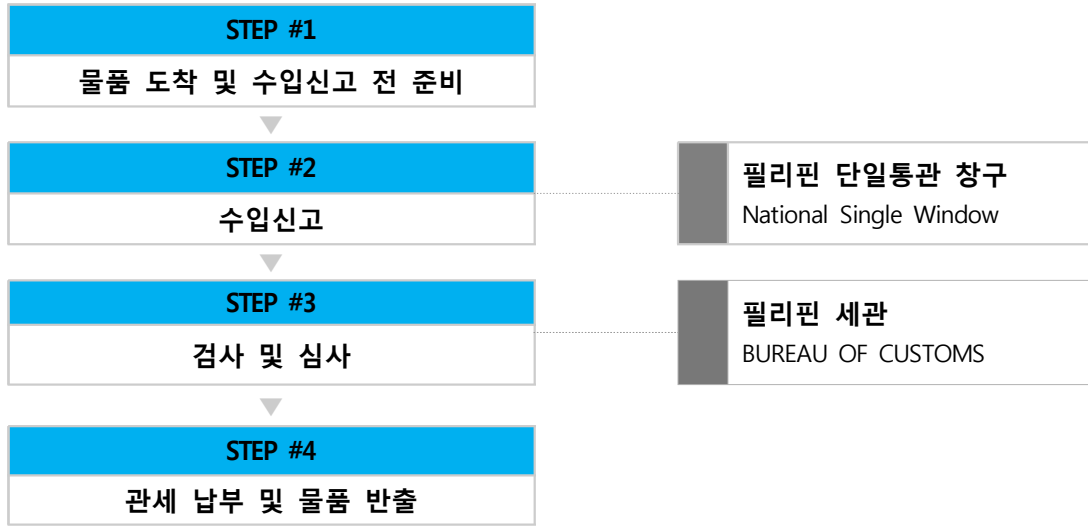 STEP #1
물품 도착 및 수입신고 전 준비
STEP #2
수입신고
필리핀 단일통관 창구
National Single Window
STEP #3
검사 및 심사
필리핀 세관
BUREAU OF CUSTOMS
STEP #4
관세 납부 및 물품 반출